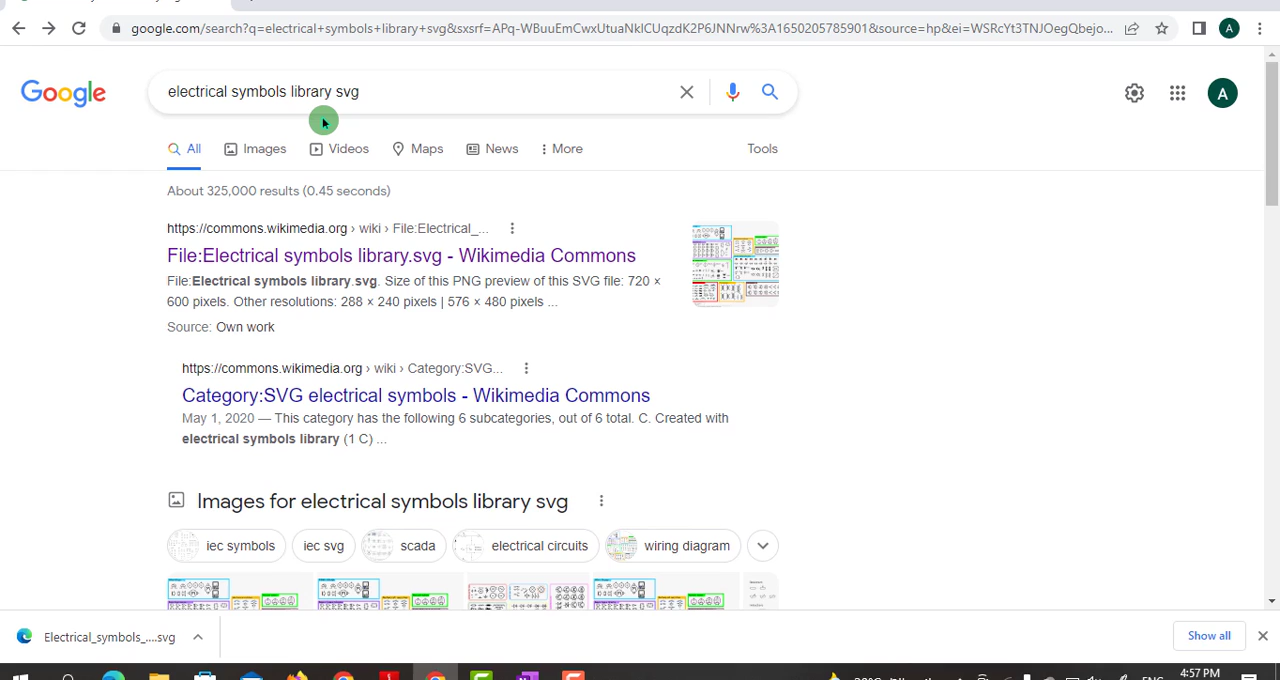 google.com/search?q=electrical+symbols+library+svg&sxsrf=APq-WBuuEmCwxUtuaNkICUqzdK2P6JNNrw%3A1650205785901&source=hp&ei=WSRcYt3TNJOegQbejo...
A
Google
electrical symbols library svg
A
All
Images
Videos
Maps
News
More
Tools
About 325,000 results (0.45 seconds)
https://commons.wikimedia.org › wiki › File:Electrical_...
File:Electrical symbols library.svg - Wikimedia Commons
File:Electrical symbols library.svg. Size of this PNG preview of this SVG file: 720 ×
600 pixels. Other resolutions: 288 × 240 pixels | 576 × 480 pixels ...
Source: Own work
https://commons.wikimedia.org › wiki › Category:SVG...
Category:SVG electrical symbols - Wikimedia Commons
May 1, 2020 — This category has the following 6 subcategories, out of 6 total. C. Created with
electrical symbols library (1 C) ...
Images for electrical symbols library svg
iec symbols
iec svg
scada
electrical circuits
wiring diagram
Electrical_symbols_....svg
Show all
4:57 PM
ENG